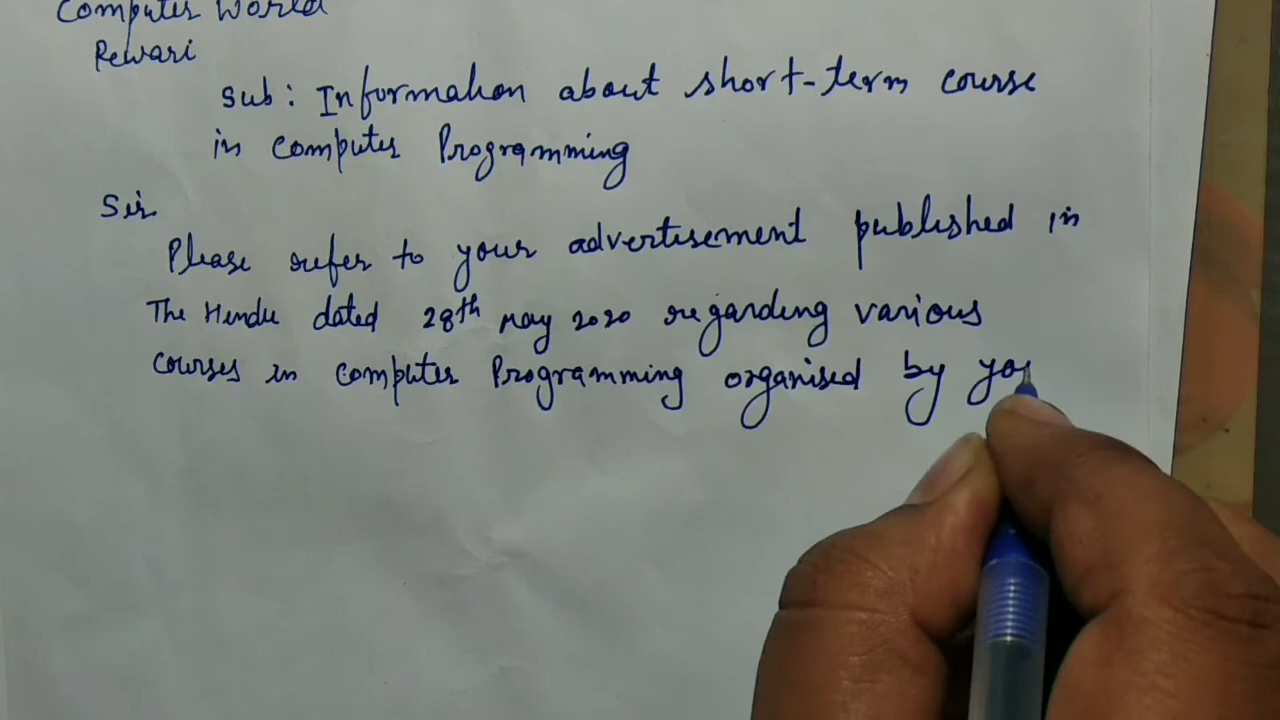 Computer World
Rewari
Sub: Information about short-term course
in Computer Programming
Sir
Please refer to your advertisement published in
The Hindu dated 28th may 2020 regarding various
courses in computer Programming organised by you